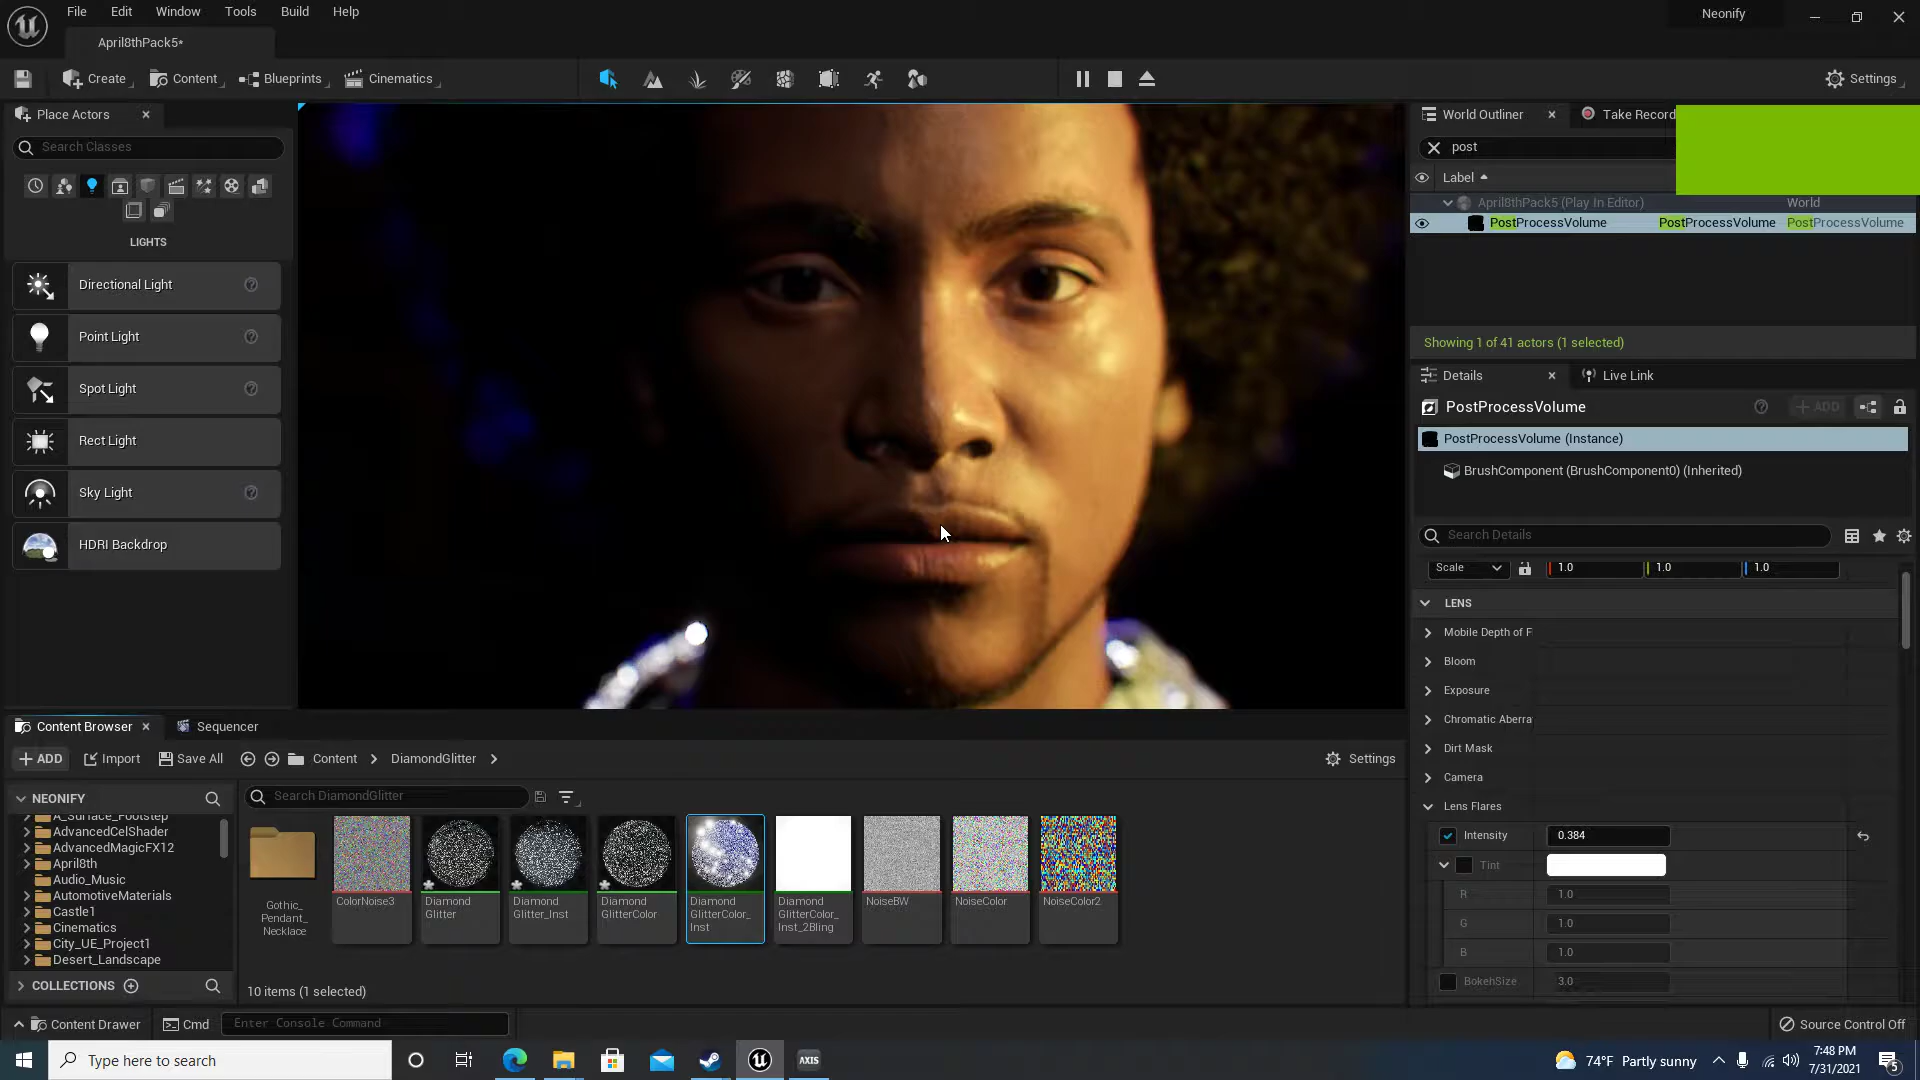 File Edit Window Tools Build Help
Neonify
April8thPack5*
Create Content Blueprints Cinematics
Settings
Place Actors
Search Classes
LIGHTS
Directional Light
Point Light
Spot Light
Rect Light
Sky Light
HDRI Backdrop
World Outliner Take Record
post
Label
April8thPack5 (Play In Editor) World
PostProcessVolume PostProcessVolume PostProcessVolume
Showing 1 of 41 actors (1 selected)
Details Live Link
PostProcessVolume
ADD
PostProcessVolume (Instance)
BrushComponent (BrushComponent0) (Inherited)
Search Details
Scale 1.0 1.0 1.0
LENS
Mobile Depth of F
Bloom
Exposure
Chromatic Aberra
Dirt Mask
Camera
Lens Flares
Intensity 0.384
Tint
R 1.0
G 1.0
B 1.0
BokehSize 3.0
Content Browser Sequencer
ADD Import Save All Content DiamondGlitter Settings
NEONIFY
Search DiamondGlitter
A_Surface_Footstep
AdvancedCelShader
AdvancedMagicFX12
April8th
Audio_Music
AutomotiveMaterials
Castle1
Cinematics
City_UE_Project1
Desert_Landscape
COLLECTIONS
Gothic_
Pendant_
Necklace
ColorNoise3
Diamond
Glitter
Diamond
Glitter_Inst
Diamond
GlitterColor
Diamond
GlitterColor_
Inst
Diamond
GlitterColor_
Inst_2Bling
NoiseBW
NoiseColor
NoiseColor2
10 items (1 selected)
Content Drawer Cmd Enter Console Command
Source Control Off
Type here to search
AXIS
74°F Partly sunny
7:48 PM
7/31/2021
5